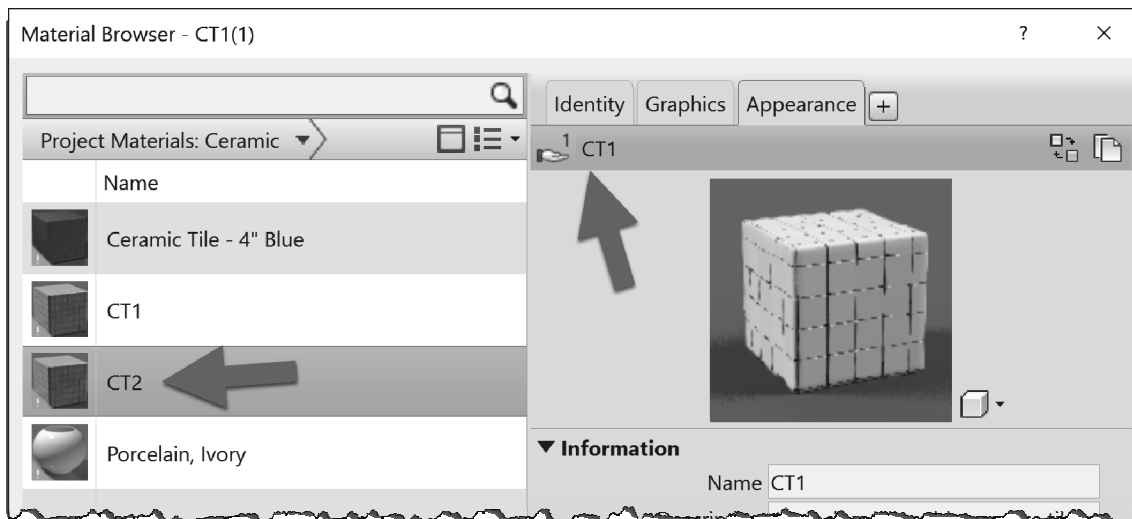 Material Browser - CT1(1)
?
Identity
Graphics
Appearance
+
Project Materials: Ceramic
1
CT1
Name
Ceramic Tile - 4" Blue
CT1
CT2
Porcelain, Ivory
Information
Name CT1